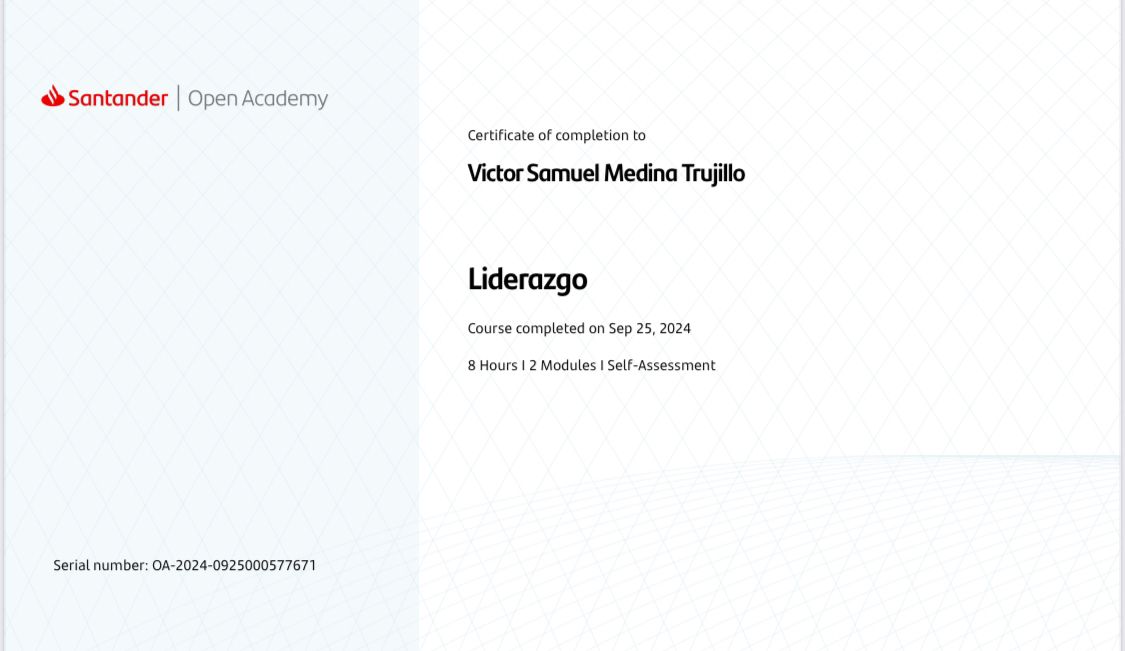 Santander | Open Academy
Certificate of completion to
Victor Samuel Medina Trujillo
Liderazgo
Course completed on Sep 25, 2024
8 Hours I 2 Modules I Self-Assessment
Serial number: OA-2024-0925000577671